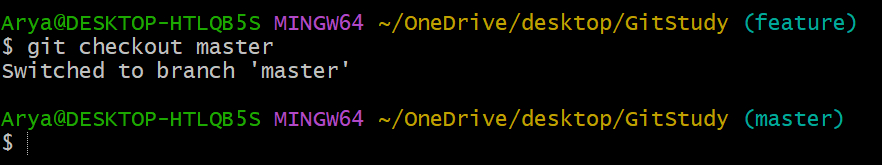 Arya@DESKTOP-HTLQB5S MINGW64 ~/OneDrive/desktop/GitStudy (feature)
$ git checkout master
Switched to branch 'master'
Arya@DESKTOP-HTLQB5S MINGW64 ~/OneDrive/desktop/GitStudy (master)
$